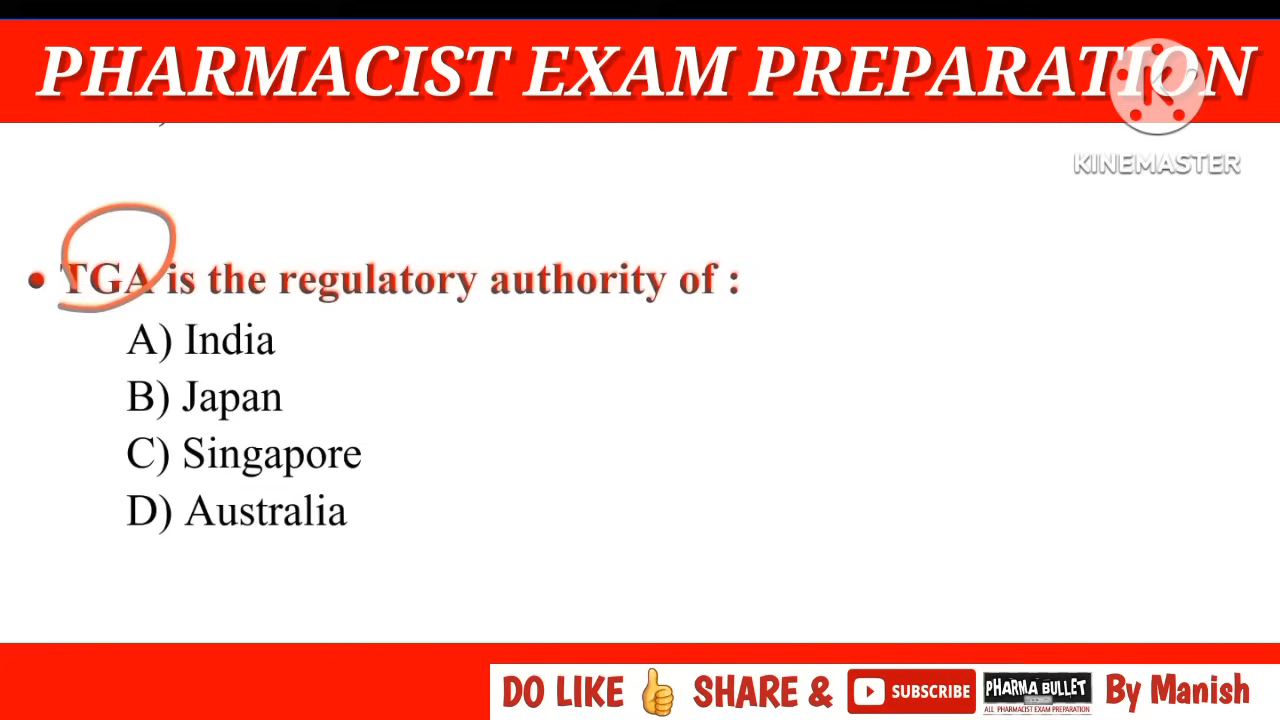 PHARMACIST EXAM PREPARATION
KINEMASTER
• TGA is the regulatory authority of :
A) India
B) Japan
C) Singapore
D) Australia
DO LIKE 👍 SHARE & SUBSCRIBE PHARMA BULLET By Manish
ALL PHARMACIST EXAM PREPARATION